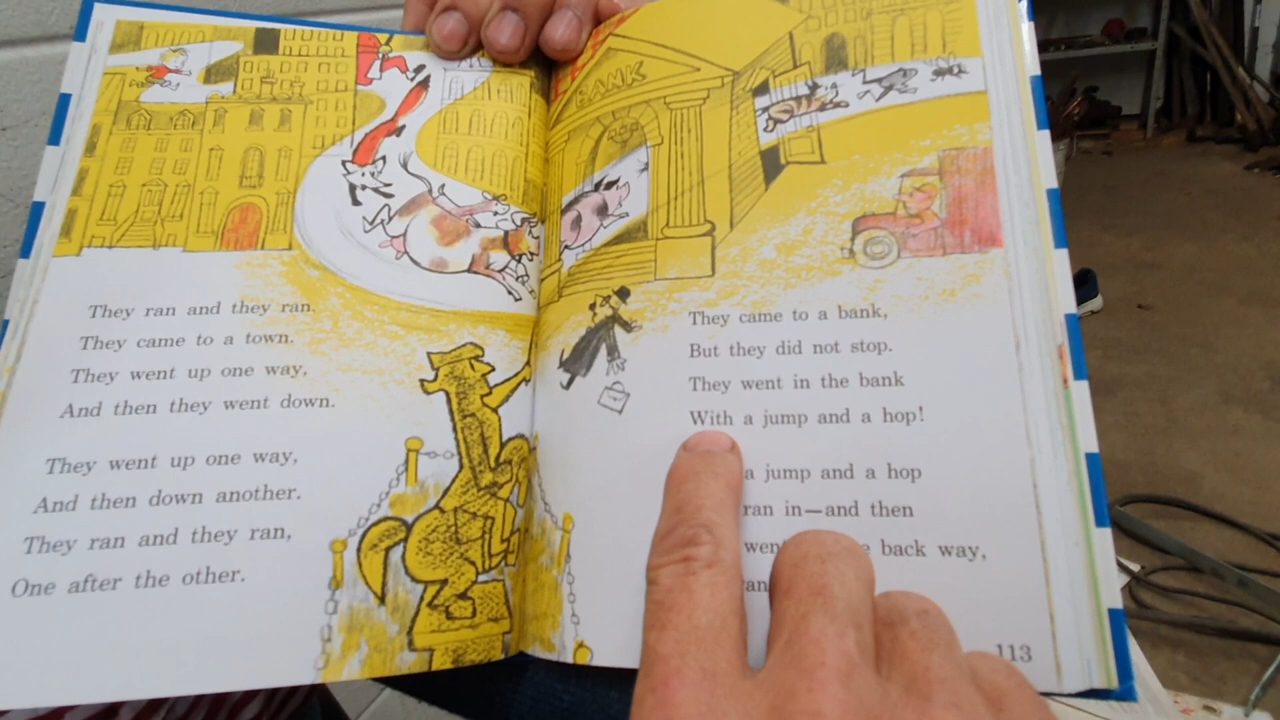 They ran and they ran.
They came to a town.
They went up one way,
And then they went down.
They went up one way,
And then down another.
They ran and they ran,
One after the other.
BANK
They came to a bank,
But they did not stop.
They went in the bank
With a jump and a hop!
a jump and a hop
ran in—and then
back way,
113